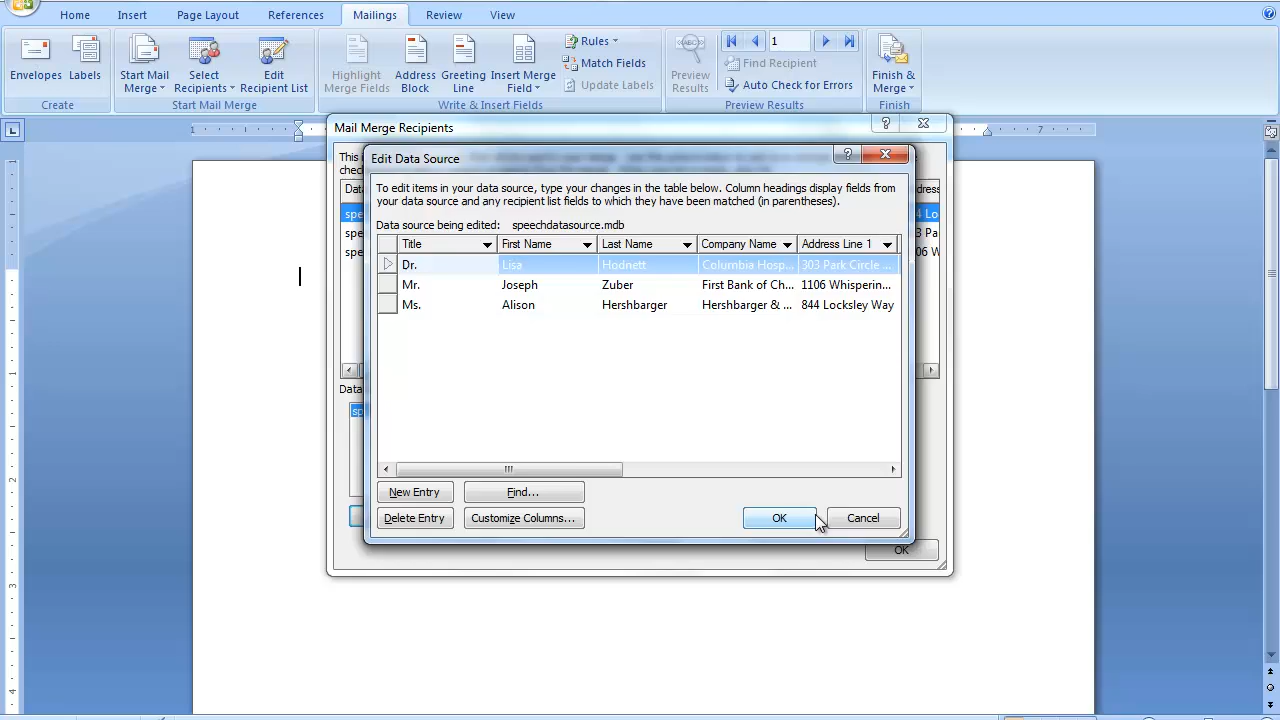 Home Insert Page Layout References Mailings Review View
Envelopes Labels Start Mail Merge Select Recipients Edit Recipient List Highlight Merge Fields Address Block Greeting Line Insert Merge Field Rules Match Fields Update Labels Preview Results 1 Find Recipient Auto Check for Errors Finish & Merge
Create Start Mail Merge Write & Insert Fields Preview Results Finish
1 7
Mail Merge Recipients
Edit Data Source
To edit items in your data source, type your changes in the table below. Column headings display fields from
your data source and any recipient list fields to which they have been matched (in parentheses).
Data source being edited: speechdatasource.mdb
Title First Name Last Name Company Name Address Line 1
Dr. Lisa Hodnett Columbia Hosp... 303 Park Circle ...
Mr. Joseph Zuber First Bank of Ch... 1106 Whisperin...
Ms. Alison Hershbarger Hershbarger & ... 844 Locksley Way
New Entry Find...
Delete Entry Customize Columns... OK Cancel
OK
1
2
3
4